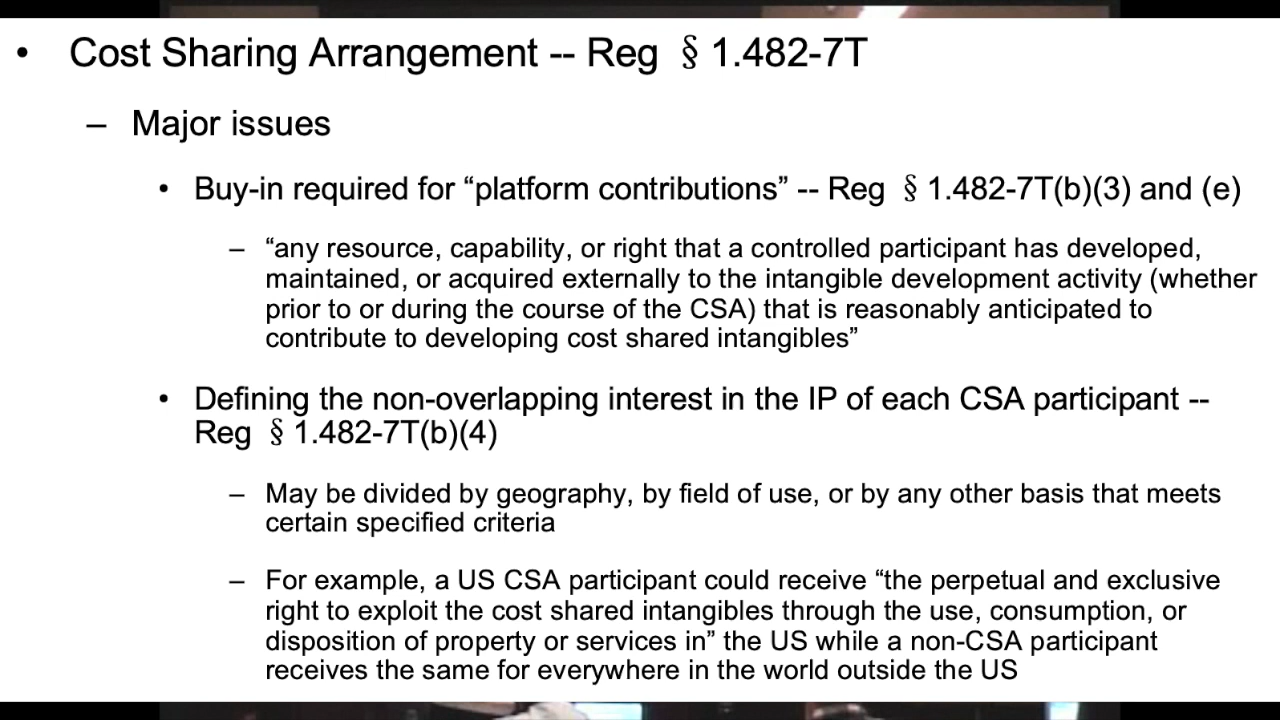 • Cost Sharing Arrangement -- Reg § 1.482-7T
– Major issues
• Buy-in required for “platform contributions” -- Reg § 1.482-7T(b)(3) and (e)
– “any resource, capability, or right that a controlled participant has developed,
maintained, or acquired externally to the intangible development activity (whether
prior to or during the course of the CSA) that is reasonably anticipated to
contribute to developing cost shared intangibles”
• Defining the non-overlapping interest in the IP of each CSA participant --
Reg § 1.482-7T(b)(4)
– May be divided by geography, by field of use, or by any other basis that meets
certain specified criteria
– For example, a US CSA participant could receive “the perpetual and exclusive
right to exploit the cost shared intangibles through the use, consumption, or
disposition of property or services in” the US while a non-CSA participant
receives the same for everywhere in the world outside the US